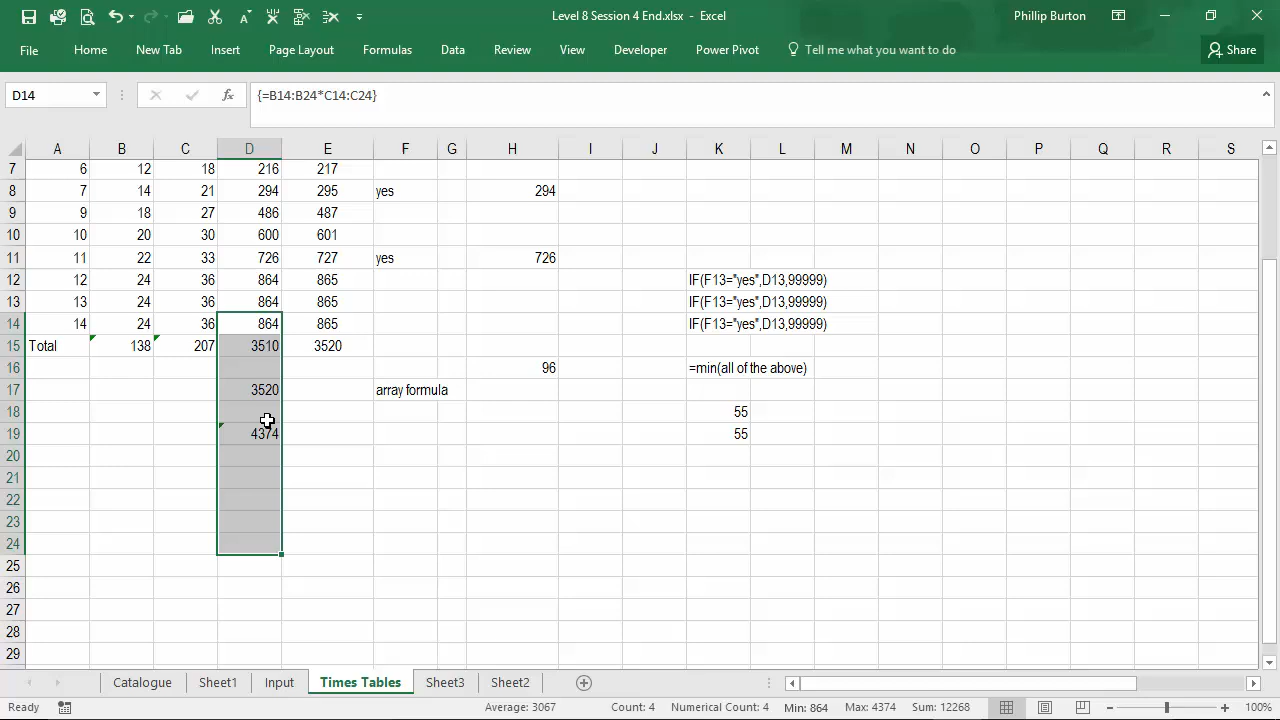 Level 8 Session 4 End.xlsx - Excel
Phillip Burton
File Home New Tab Insert Page Layout Formulas Data Review View Developer Power Pivot Tell me what you want to do Share
D14 fx {=B14:B24*C14:C24}
A B C D E F G H I J K L M N O P Q R S
7 6 12 18 216 217
8 7 14 21 294 295 yes 294
9 9 18 27 486 487
10 10 20 30 600 601
11 11 22 33 726 727 yes 726
12 12 24 36 864 865 IF(F13="yes",D13,99999)
13 13 24 36 864 865 IF(F13="yes",D13,99999)
14 14 24 36 864 865 IF(F13="yes",D13,99999)
15 Total 138 207 3510 3520
16 96 =min(all of the above)
17 3520 array formula
18 55
19 4374 55
20
21
22
23
24
25
26
27
28
29
Catalogue Sheet1 Input Times Tables Sheet3 Sheet2
Ready Average: 3067 Count: 4 Numerical Count: 4 Min: 864 Max: 4374 Sum: 12268 100%